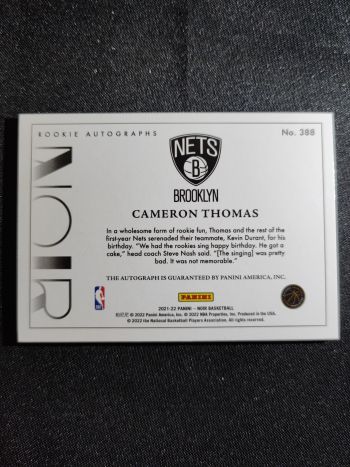 ROOKIE AUTOGRAPHS
No. 388
NOIR
NETS
B
BROOKLYN
CAMERON THOMAS
In a wholesome form of rookie fun, Thomas and the rest of the
first-year Nets serenaded their teammate, Kevin Durant, for his
birthday. "We had the rookies sing happy birthday. He got a
cake," head coach Steve Nash said. "[The singing] was pretty
bad. It was not memorable."
THE AUTOGRAPH IS GUARANTEED BY PANINI AMERICA, INC.
NBA
PANINI
2021-22 PANINI - NOIR BASKETBALL
© 2022 Panini America, Inc. © 2022 NBA Properties, Inc. Produced in the USA.
© 2022 the National Basketball Players Association. All rights reserved.